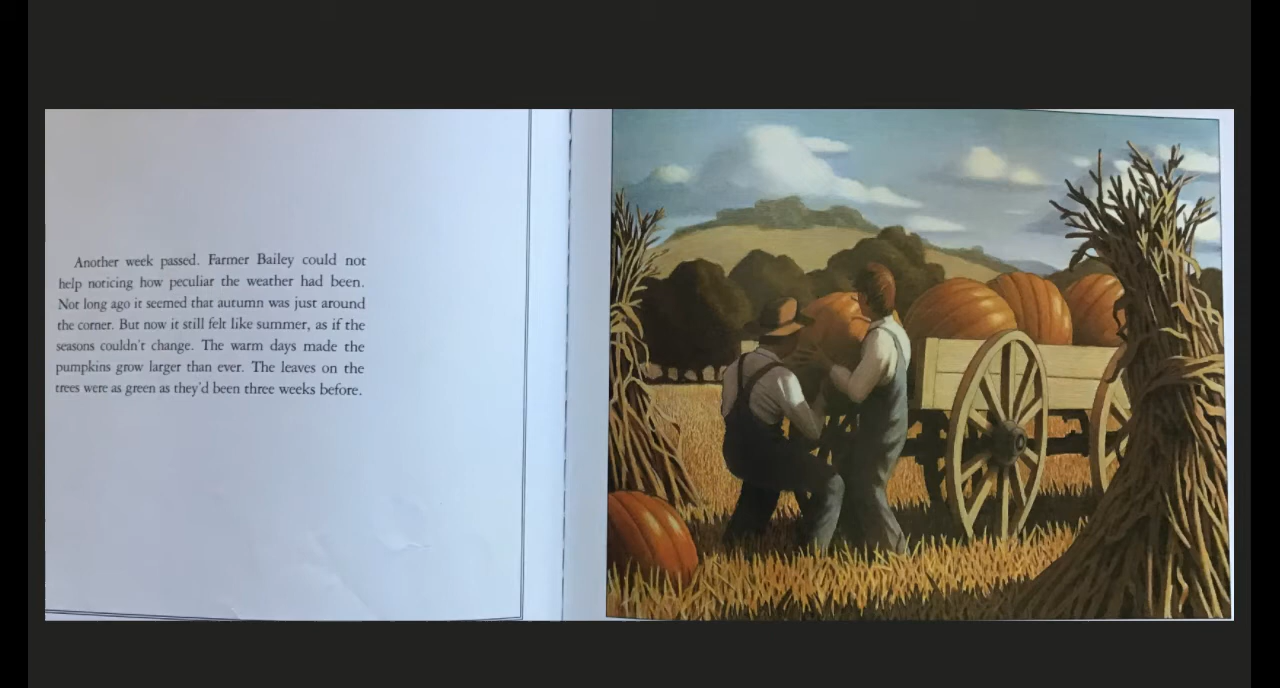 Another week passed. Farmer Bailey could not
help noticing how peculiar the weather had been.
Not long ago it seemed that autumn was just around
the corner. But now it still felt like summer, as if the
seasons couldn't change. The warm days made the
pumpkins grow larger than ever. The leaves on the
trees were as green as they'd been three weeks before.